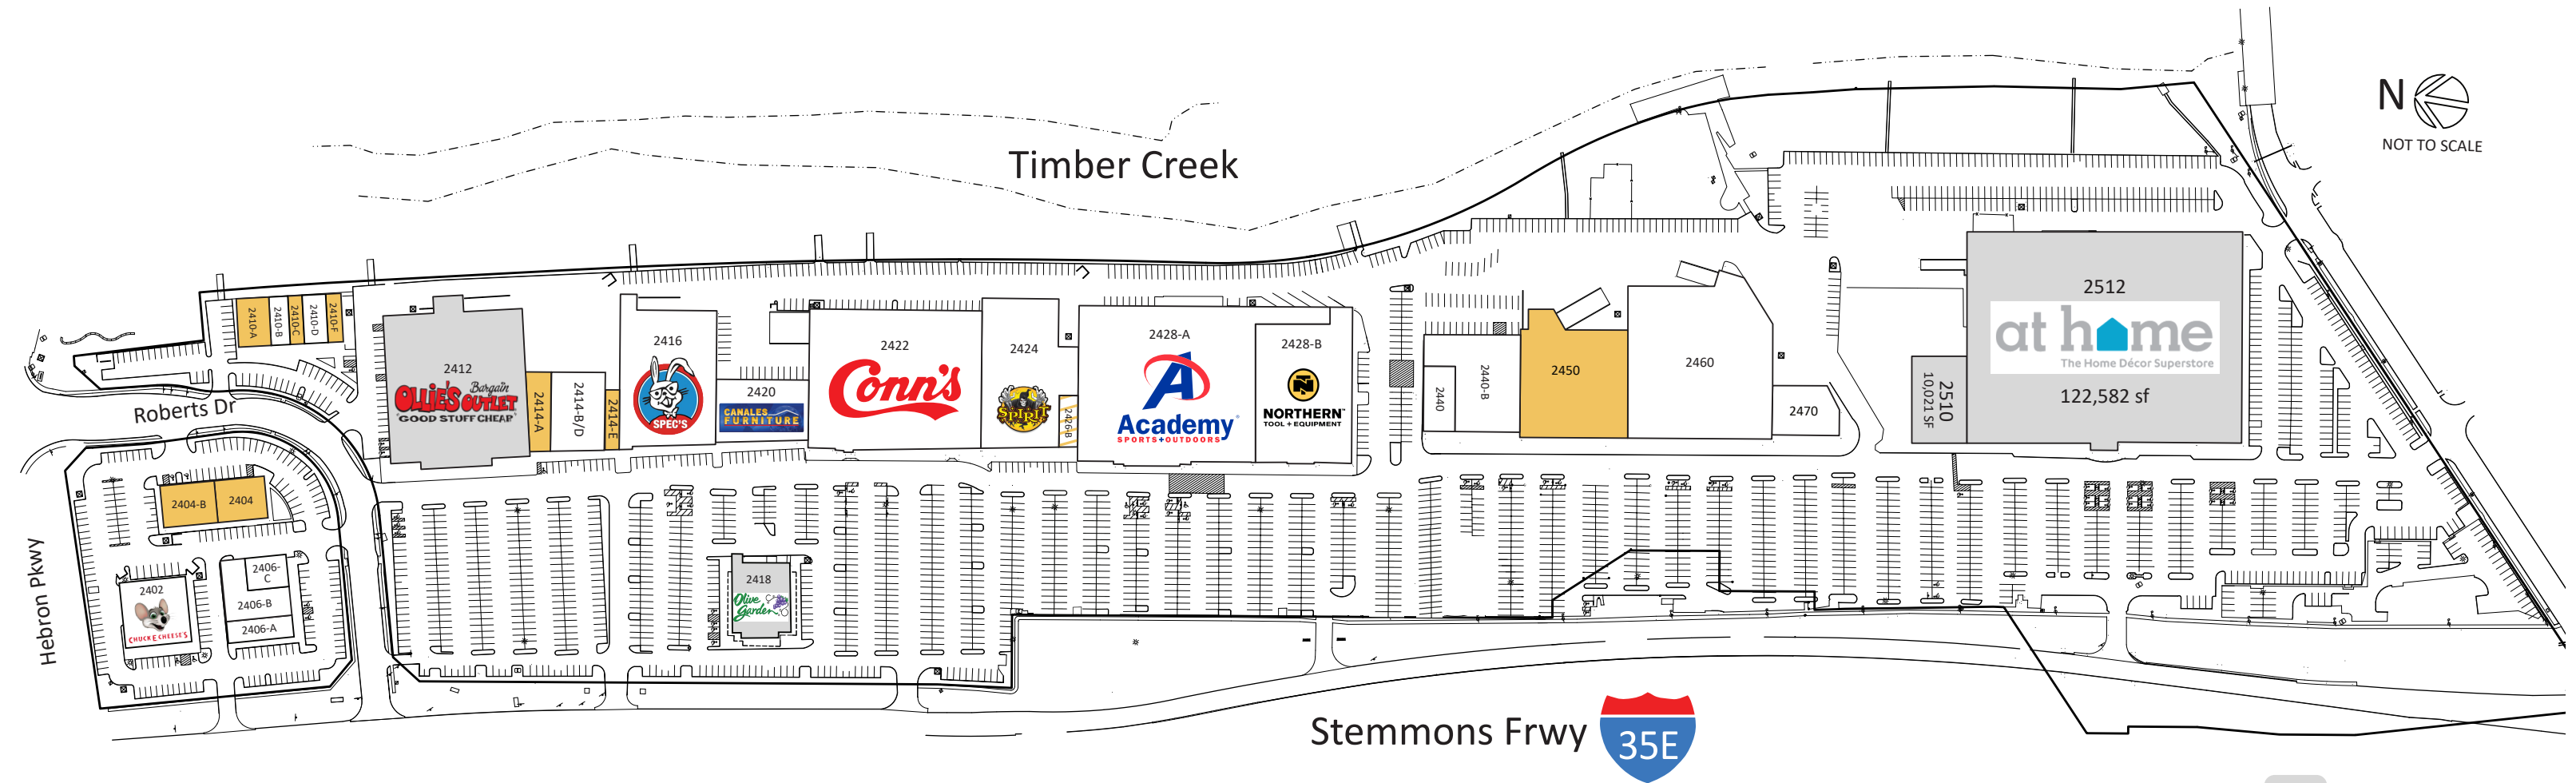 N
NOT TO SCALE
Timber Creek
2410-A
2410-B
2410-C
2410-D
2410-F
Roberts Dr
Hebron Pkwy
2412
OLLIE'S Bargain
OUTLET
"GOOD STUFF CHEAP"
2414-A
2414-B/D
2414-E
2416
SPEC'S
2420
CANALES
FURNITURE
2422
Conn's
2424
SPIRIT
2426-B
2428-A
A
Academy
SPORTS+OUTDOORS
2428-B
N
NORTHERN™
TOOL + EQUIPMENT
2440
2440-B
2450
2460
2470
2510
10,021 SF
2512
at home
The Home Décor Superstore
122,582 sf
2404-B
2404
2402
CHUCK E CHEESE'S
2406-
C
2406-B
2406-A
2418
Olive
Garden
Stemmons Frwy
35E